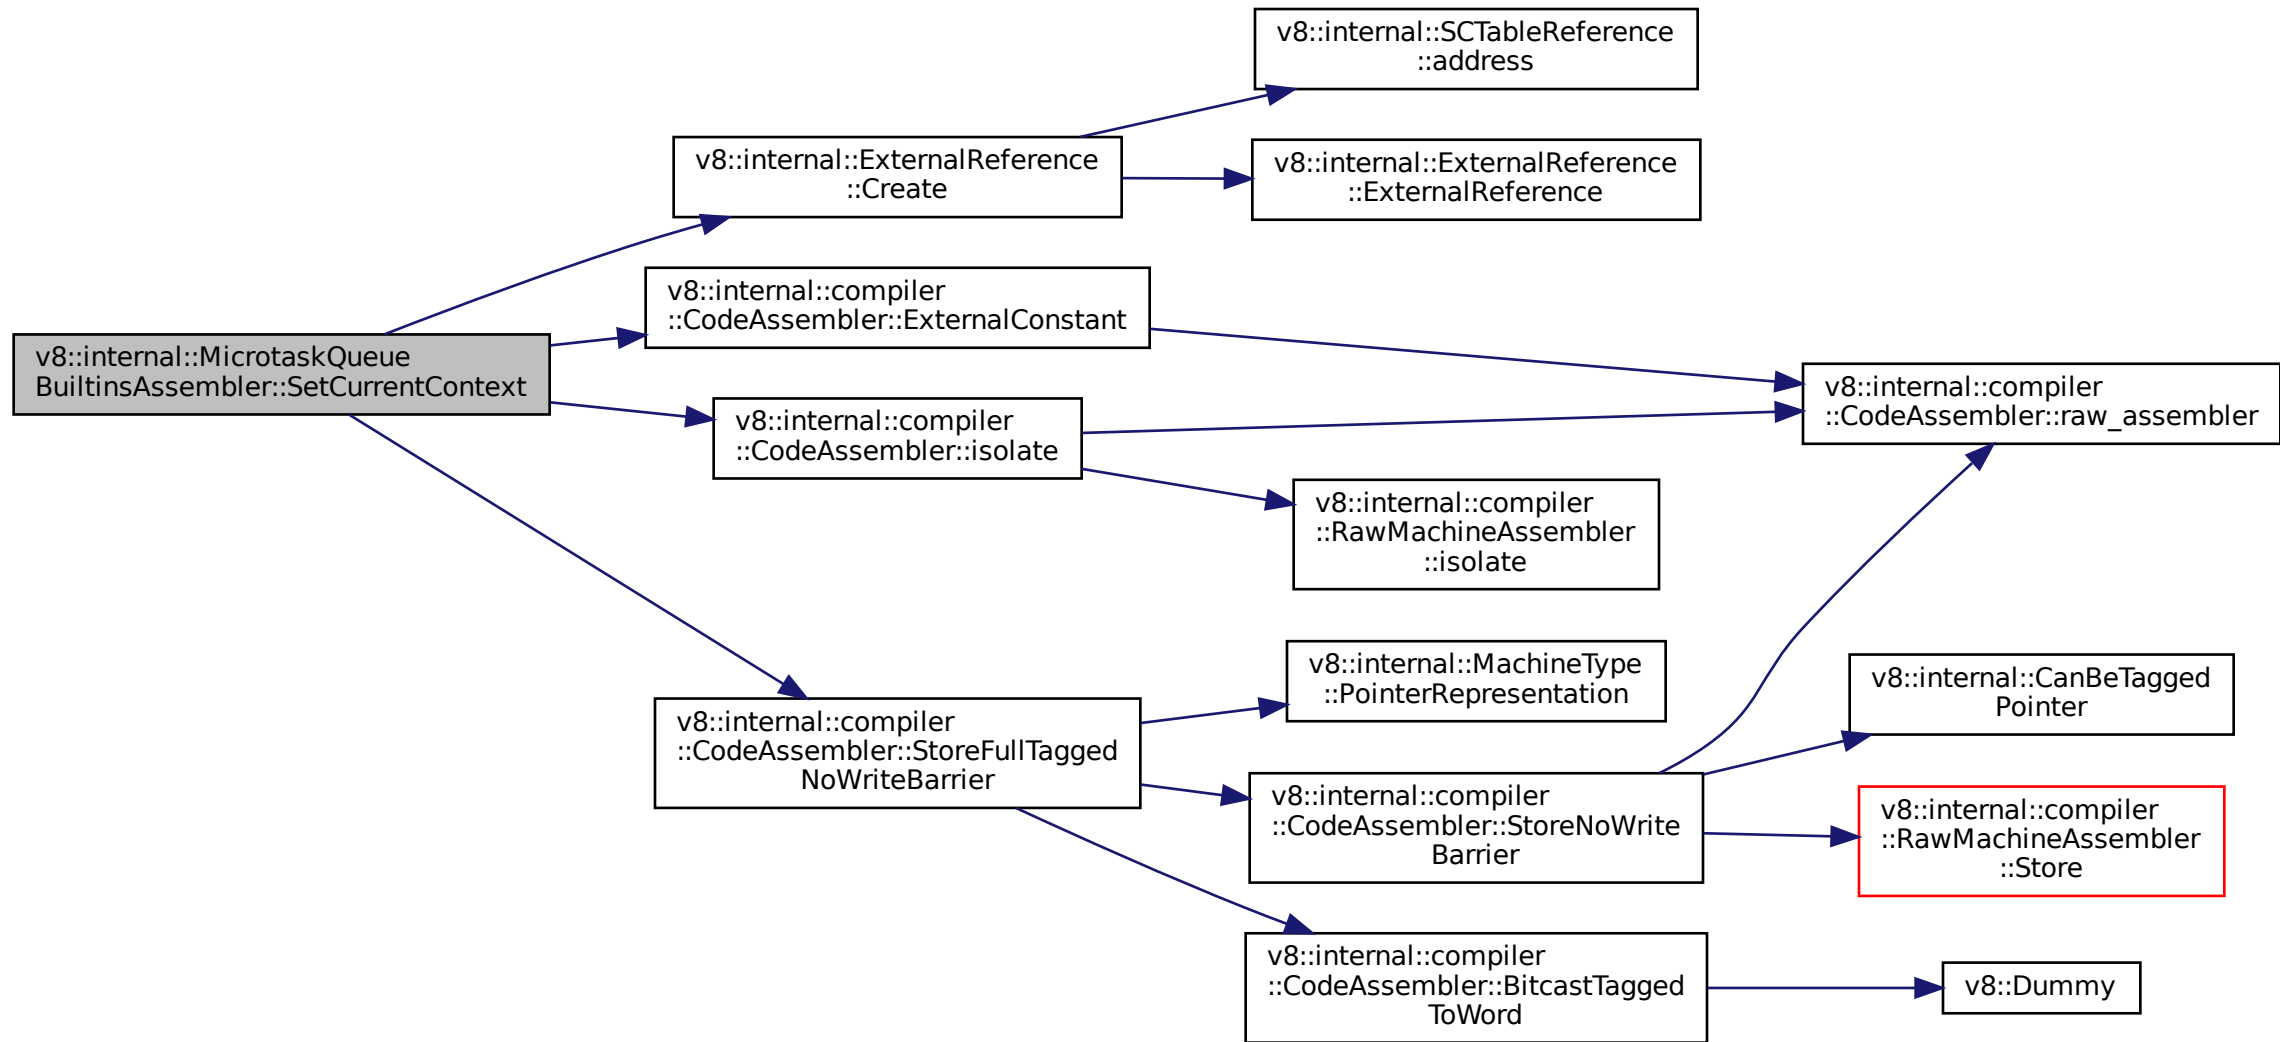 v8::internal::MicrotaskQueue
BuiltinsAssembler::SetCurrentContext
v8::internal::ExternalReference
::Create
v8::internal::SCTableReference
::address
v8::internal::ExternalReference
::ExternalReference
v8::internal::compiler
::CodeAssembler::ExternalConstant
v8::internal::compiler
::CodeAssembler::raw_assembler
v8::internal::compiler
::CodeAssembler::isolate
v8::internal::compiler
::RawMachineAssembler
::isolate
v8::internal::compiler
::CodeAssembler::StoreFullTagged
NoWriteBarrier
v8::internal::MachineType
::PointerRepresentation
v8::internal::compiler
::CodeAssembler::StoreNoWrite
Barrier
v8::internal::CanBeTagged
Pointer
v8::internal::compiler
::RawMachineAssembler
::Store
v8::internal::compiler
::CodeAssembler::BitcastTagged
ToWord
v8::Dummy